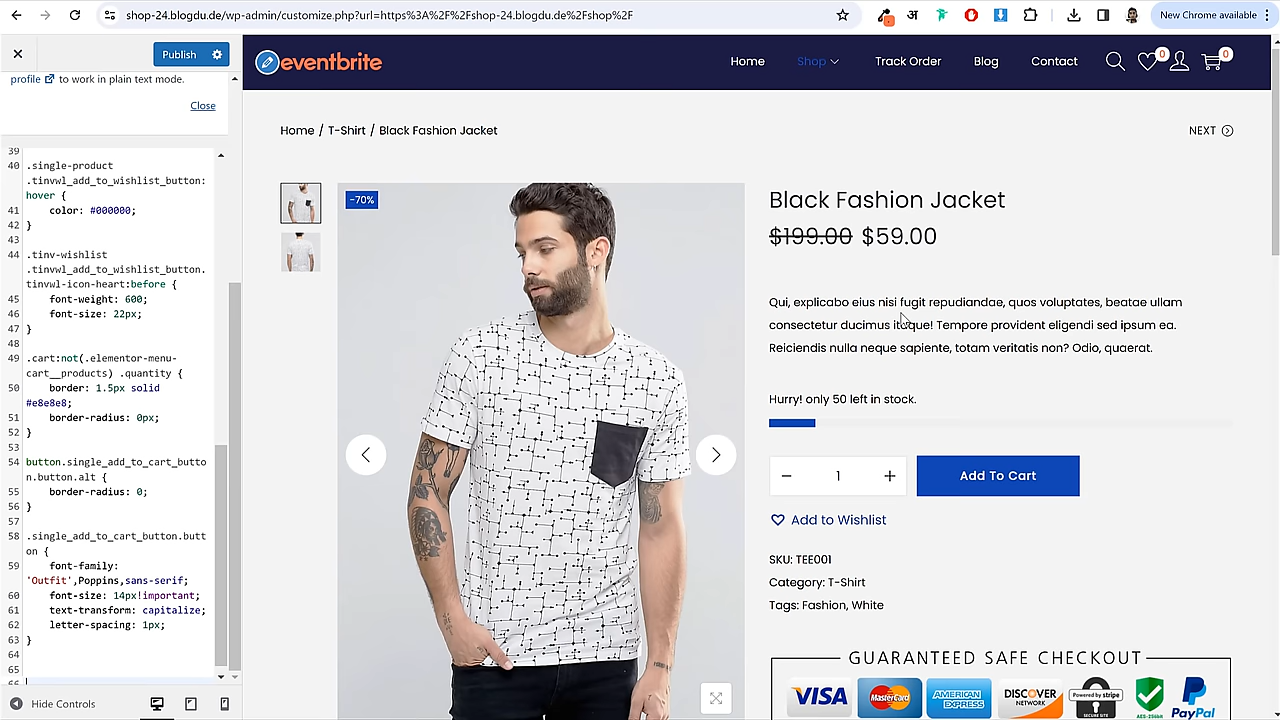 shop-24.blogdu.de/wp-admin/customize.php?url=https%3A%2F%2Fshop-24.blogdu.de%2Fshop%2F
New Chrome available
Publish
profile to work in plain text mode.
Close
39
40 .single-product
.tinvwl_add_to_wishlist_button:
hover {
41 color: #000000;
42 }
43
44 .tinv-wishlist
.tinvwl_add_to_wishlist_button.
tinvwl-icon-heart:before {
45 font-weight: 600;
46 font-size: 22px;
47 }
48
49 .cart:not(.elementor-menu-
cart__products) .quantity {
50 border: 1.5px solid
#e8e8e8;
51 border-radius: 0px;
52 }
53
54 button.single_add_to_cart_butto
n.button.alt {
55 border-radius: 0;
56 }
57
58 .single_add_to_cart_button.butt
on {
59 font-family:
'Outfit',Poppins,sans-serif;
60 font-size: 14px!important;
61 text-transform: capitalize;
62 letter-spacing: 1px;
63 }
64
65
66
Hide Controls
eventbrite
Home Shop Track Order Blog Contact
0 0
Home / T-Shirt / Black Fashion Jacket
NEXT
-70%
Black Fashion Jacket
$199.00 $59.00
Qui, explicabo eius nisi fugit repudiandae, quos voluptates, beatae ullam
consectetur ducimus itaque! Tempore provident eligendi sed ipsum ea.
Reiciendis nulla neque sapiente, totam veritatis non? Odio, quaerat.
Hurry! only 50 left in stock.
− 1 + Add To Cart
Add to Wishlist
SKU: TEE001
Category: T-Shirt
Tags: Fashion, White
GUARANTEED SAFE CHECKOUT
VISA MasterCard AMERICAN EXPRESS DISCOVER NETWORK Powered by stripe SECURE SITE AES-256bit PayPal